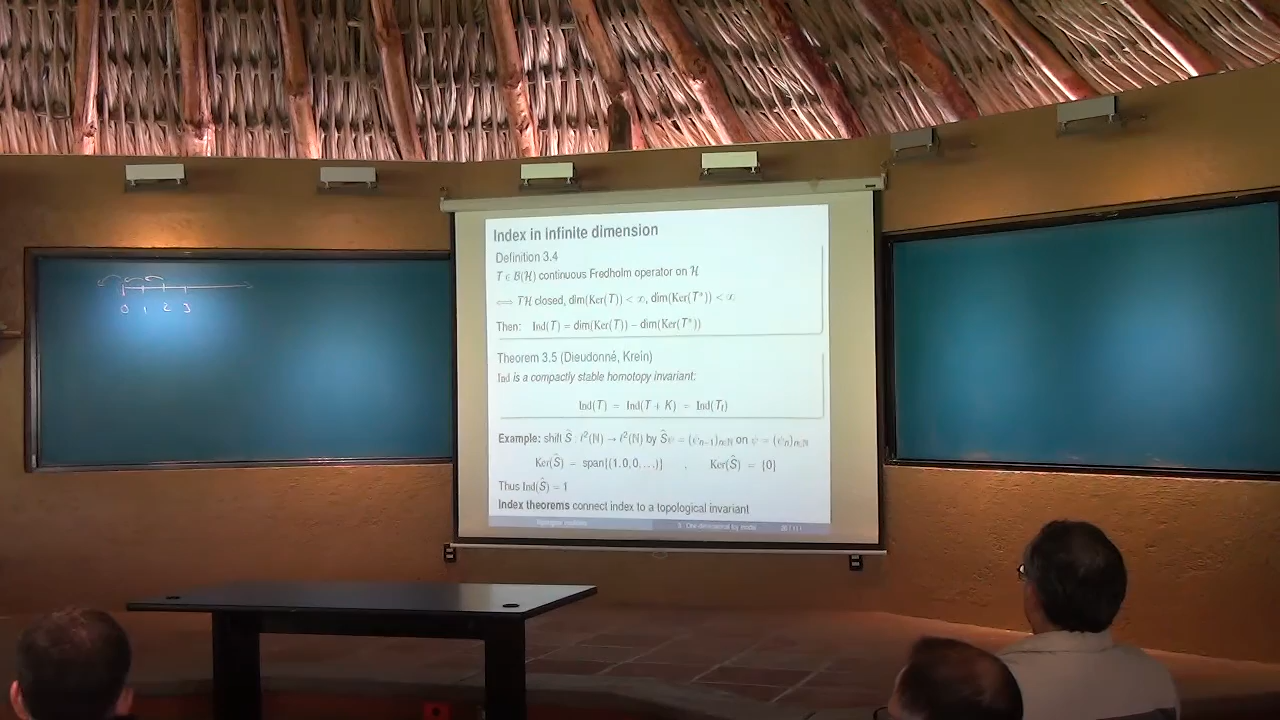 0 1 2 3
Index in infinite dimension
Definition 3.4
T ∈ B(H) continuous Fredholm operator on H
⟺ TH closed, dim(Ker(T)) < ∞, dim(Ker(T*)) < ∞
Then: Ind(T) = dim(Ker(T)) − dim(Ker(T*))
Theorem 3.5 (Dieudonné, Krein)
Ind is a compactly stable homotopy invariant:
Ind(T) = Ind(T + K) = Ind(Tₜ)
Example: shift Ŝ : ℓ²(ℕ) → ℓ²(ℕ) by Ŝψ = (ψₙ₋₁)ₙ∈ℕ on ψ = (ψₙ)ₙ∈ℕ
Ker(Ŝ) = span{(1,0,0,...)} , Ker(Ŝ) = {0}
Thus Ind(Ŝ) = 1
Index theorems connect index to a topological invariant